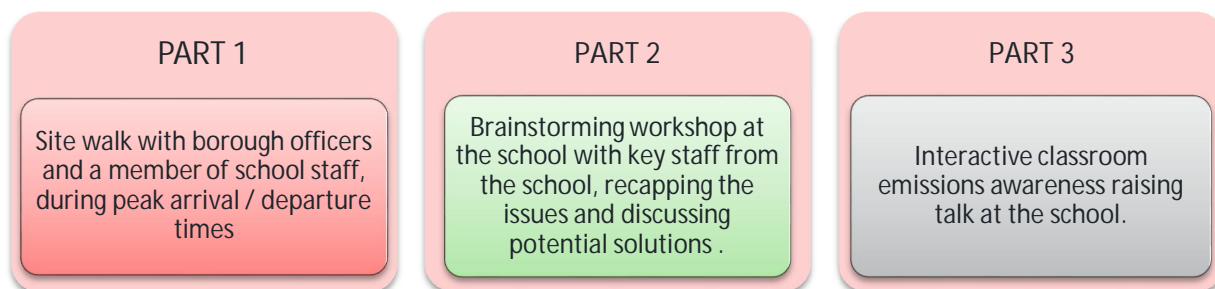 PART 1
Site walk with borough officers
and a member of school staff,
during peak arrival / departure
times
PART 2
Brainstorming workshop at
the school with key staff from
the school, recapping the
issues and discussing
potential solutions .
PART 3
Interactive classroom
emissions awareness raising
talk at the school.